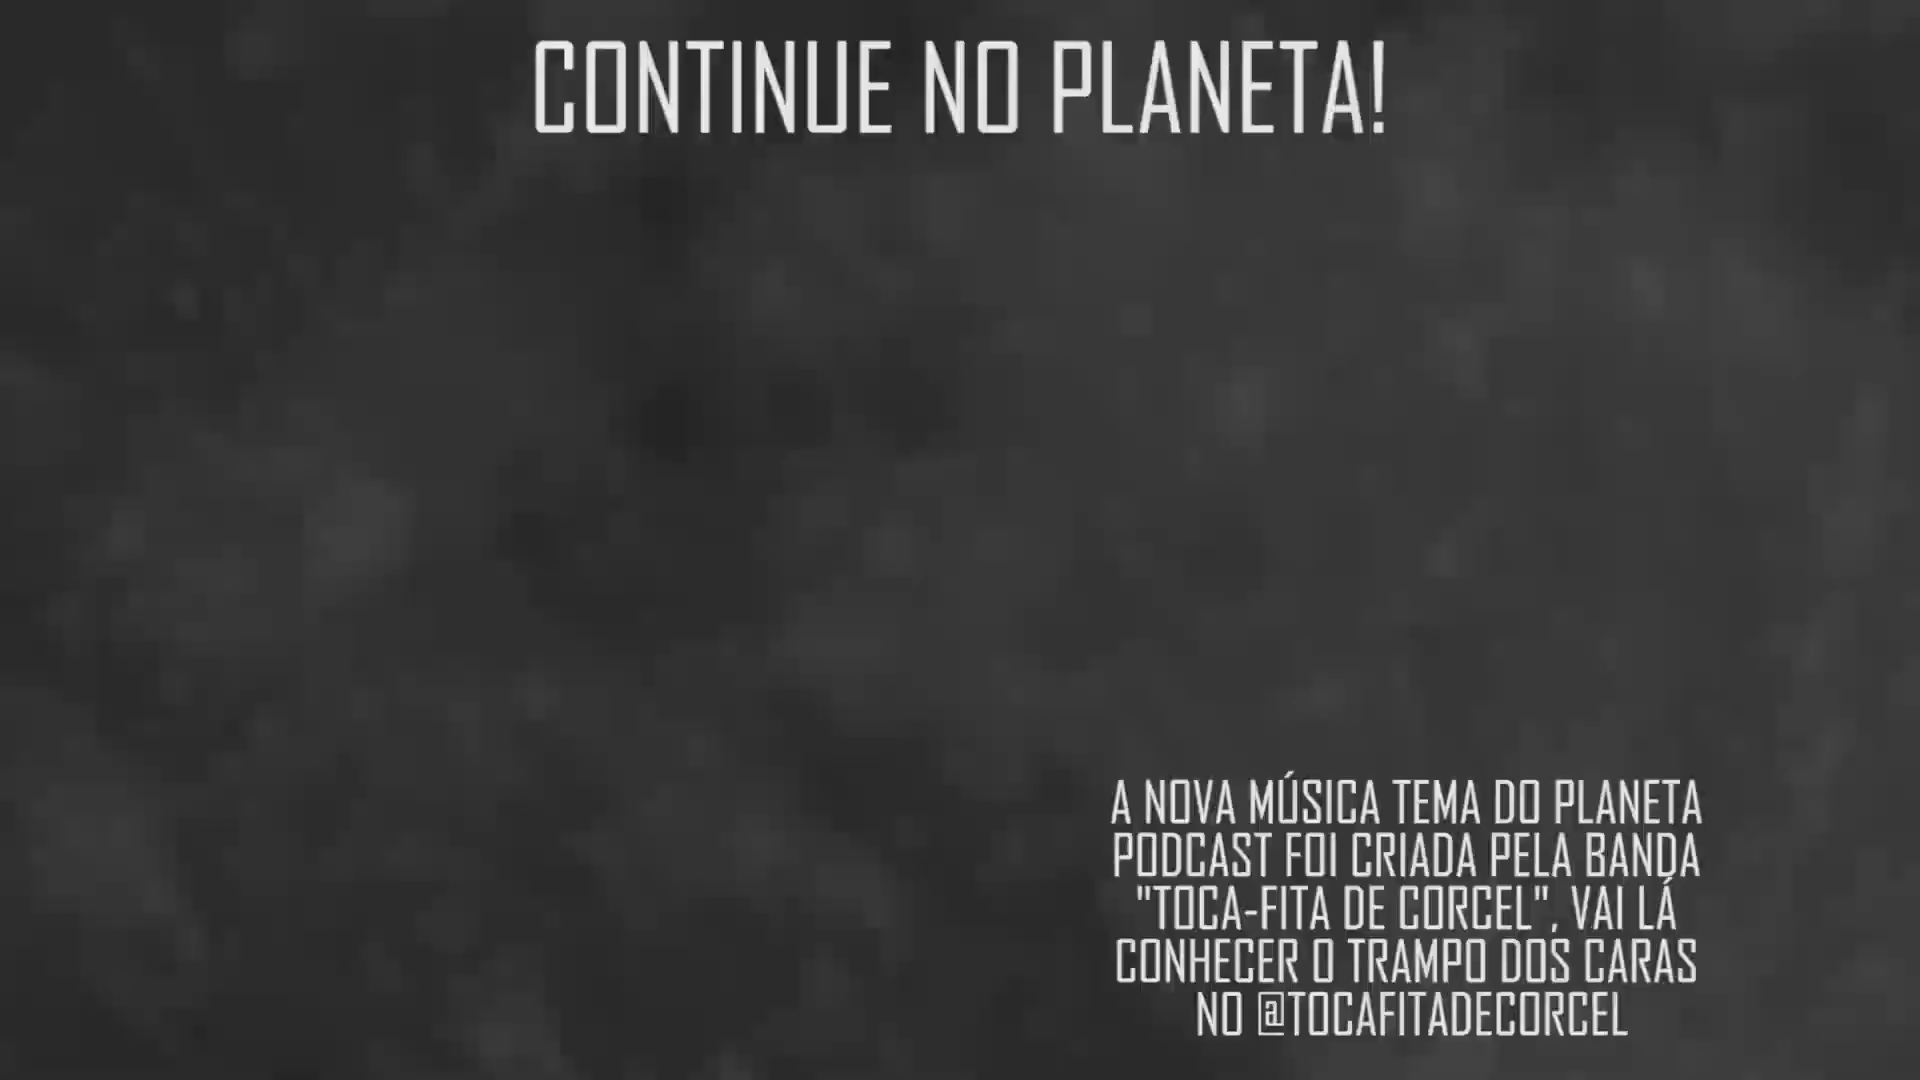 CONTINUE NO PLANETA!
A NOVA MÚSICA TEMA DO PLANETA
PODCAST FOI CRIADA PELA BANDA
"TOCA-FITA DE CORCEL", VAI LÁ
CONHECER O TRAMPO DOS CARAS
NO @TOCAFITADECORCEL